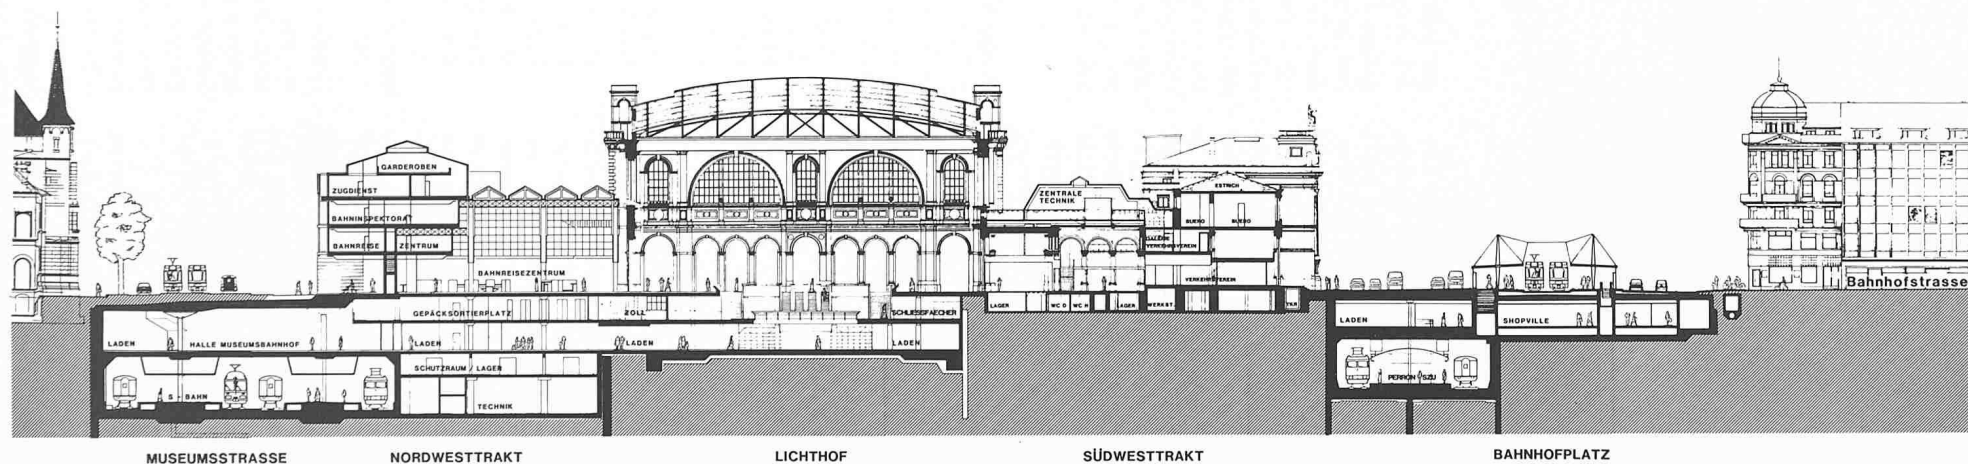 GARDEROBEN
ZUGDIENST
BAHNINSPEKTORAT
BAHNREISE ZENTRUM
BAHNREISEZENTRUM
ZENTRALE
TECHNIK
ESTRICH
BUERO BUERO
GALERIE
VERKEHRSVEREIN
VERKEHRSVEREIN
Bahnhofstrasse
LAGER WC D WC H LAGER WERKST.
GEPÄCKSORTIERPLATZ ZOLL SCHLIESSFAECHER
LADEN SHOPVILLE
LADEN HALLE MUSEUMSBAHNHOF LADEN LADEN LADEN
SCHUTZRAUM / LAGER
PERRON SZU
S - BAHN
TECHNIK
MUSEUMSSTRASSE NORDWESTTRAKT LICHTHOF SÜDWESTTRAKT BAHNHOFPLATZ